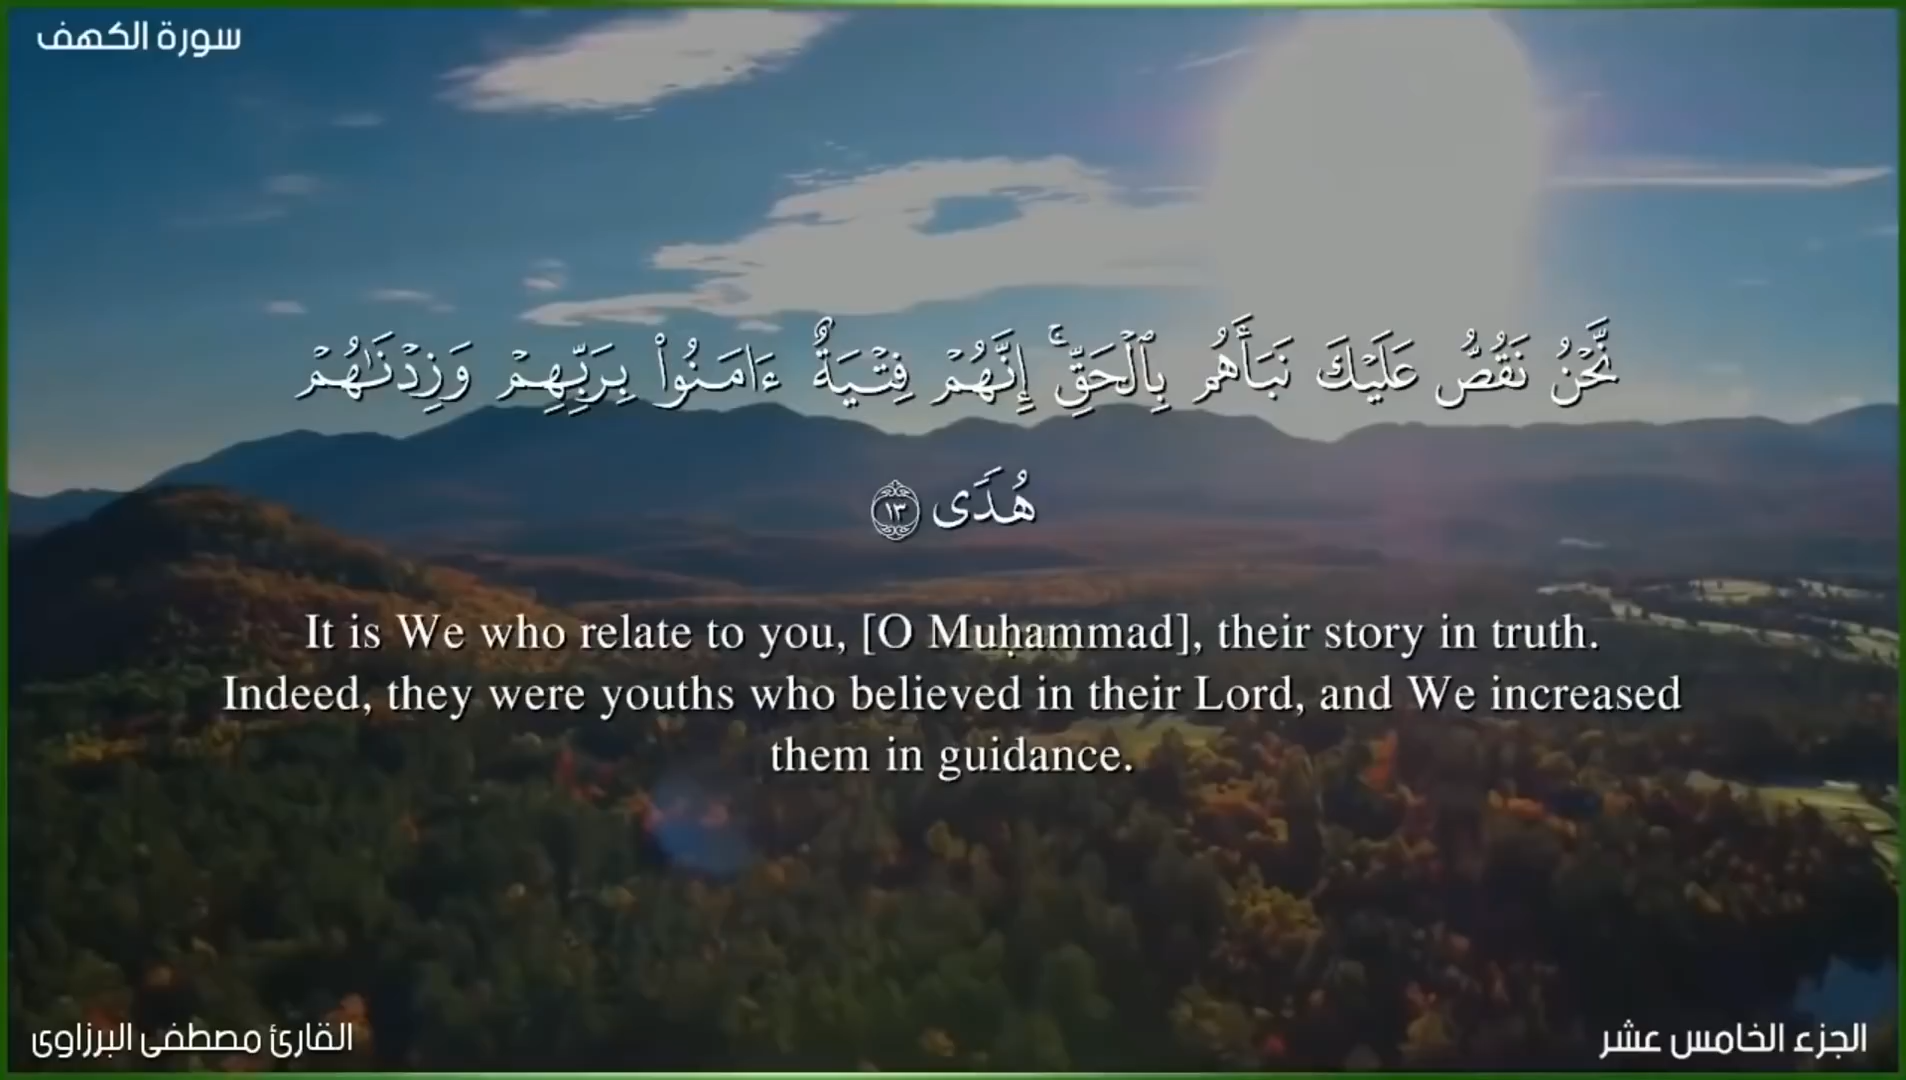 سورة الكهف
نَّحْنُ نَقُصُّ عَلَيْكَ نَبَأَهُم بِٱلْحَقِّ ۚ إِنَّهُمْ فِتْيَةٌ ءَامَنُوا۟ بِرَبِّهِمْ وَزِدْنَـٰهُمْ
هُدًى ١٣
It is We who relate to you, [O Muḥammad], their story in truth.
Indeed, they were youths who believed in their Lord, and We increased
them in guidance.
الجزء الخامس عشر
القارئ مصطفى البرزاوى